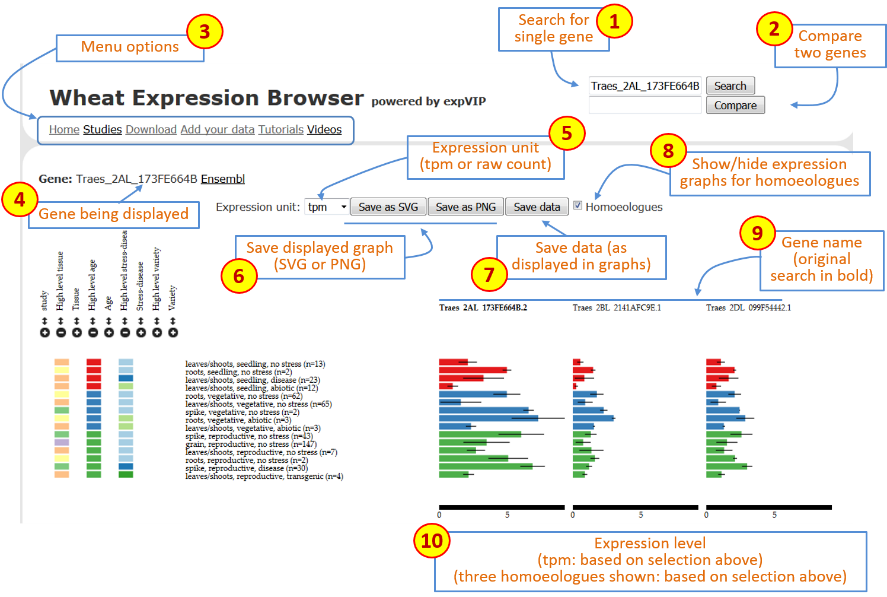 3
Menu options
1
Search for
single gene
2
Compare
two genes
Traes_2AL_173FE664B
Search
Compare
Wheat Expression Browser powered by expVIP
Home Studies Download Add your data Tutorials Videos
5
Expression unit
(tpm or raw count)
8
Show/hide expression
graphs for homoeologues
Gene: Traes_2AL_173FE664B Ensembl
4
Gene being displayed
Expression unit: tpm Save as SVG Save as PNG Save data Homoeologues
6
Save displayed graph
(SVG or PNG)
7
Save data (as
displayed in graphs)
9
Gene name
(original
search in bold)
study
High level tissue
Tissue
High level age
Age
High level stress-disea
Stress-disease
High level variety
Variety
Traes_2AL_173FE664B.2
Traes_2BL_2141AFC9E.1
Traes_2DL_099F54442.1
leaves/shoots, seedling, no stress (n=13)
roots, seedling, no stress (n=2)
leaves/shoots, seedling, disease (n=23)
leaves/shoots, seedling, abiotic (n=12)
roots, vegetative, no stress (n=62)
leaves/shoots, vegetative, no stress (n=65)
spike, vegetative, no stress (n=2)
roots, vegetative, abiotic (n=3)
leaves/shoots, vegetative, abiotic (n=3)
spike, reproductive, no stress (n=43)
grain, reproductive, no stress (n=147)
leaves/shoots, reproductive, no stress (n=7)
roots, reproductive, no stress (n=2)
spike, reproductive, disease (n=30)
leaves/shoots, reproductive, transgenic (n=4)
0 5 0 5 0 5
10
Expression level
(tpm: based on selection above)
(three homoeologues shown: based on selection above)